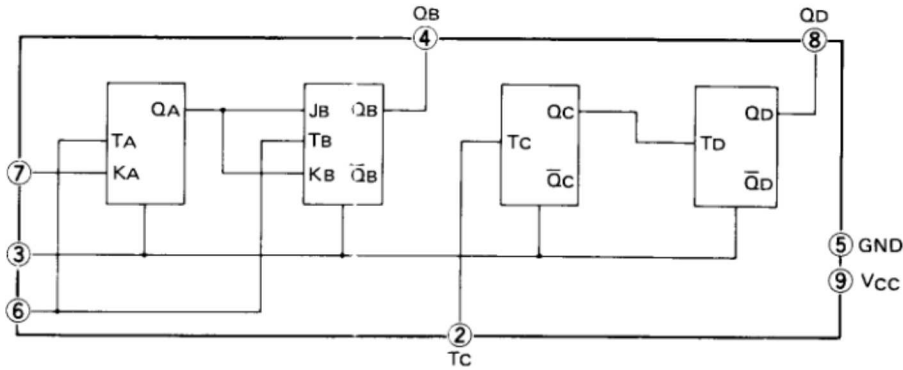 QB
QD
4
8
QA
JB QB
QC
QD
TA
TB
TC
TD
7
KA
KB Q̅B
Q̅C
Q̅D
3
5 GND
9 VCC
6
2
TC